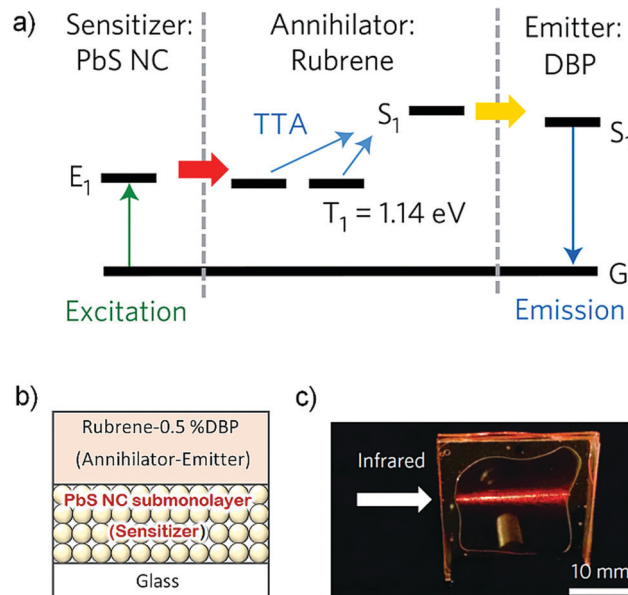 a)
Sensitizer:
PbS NC
Annihilator:
Rubrene
Emitter:
DBP
TTA
S1
S
E1
T1 = 1.14 eV
G
Excitation
Emission
b)
Rubrene-0.5 %DBP
(Annihilator-Emitter)
PbS NC submonolayer
(Sensitizer)
Glass
c)
Infrared
10 mm